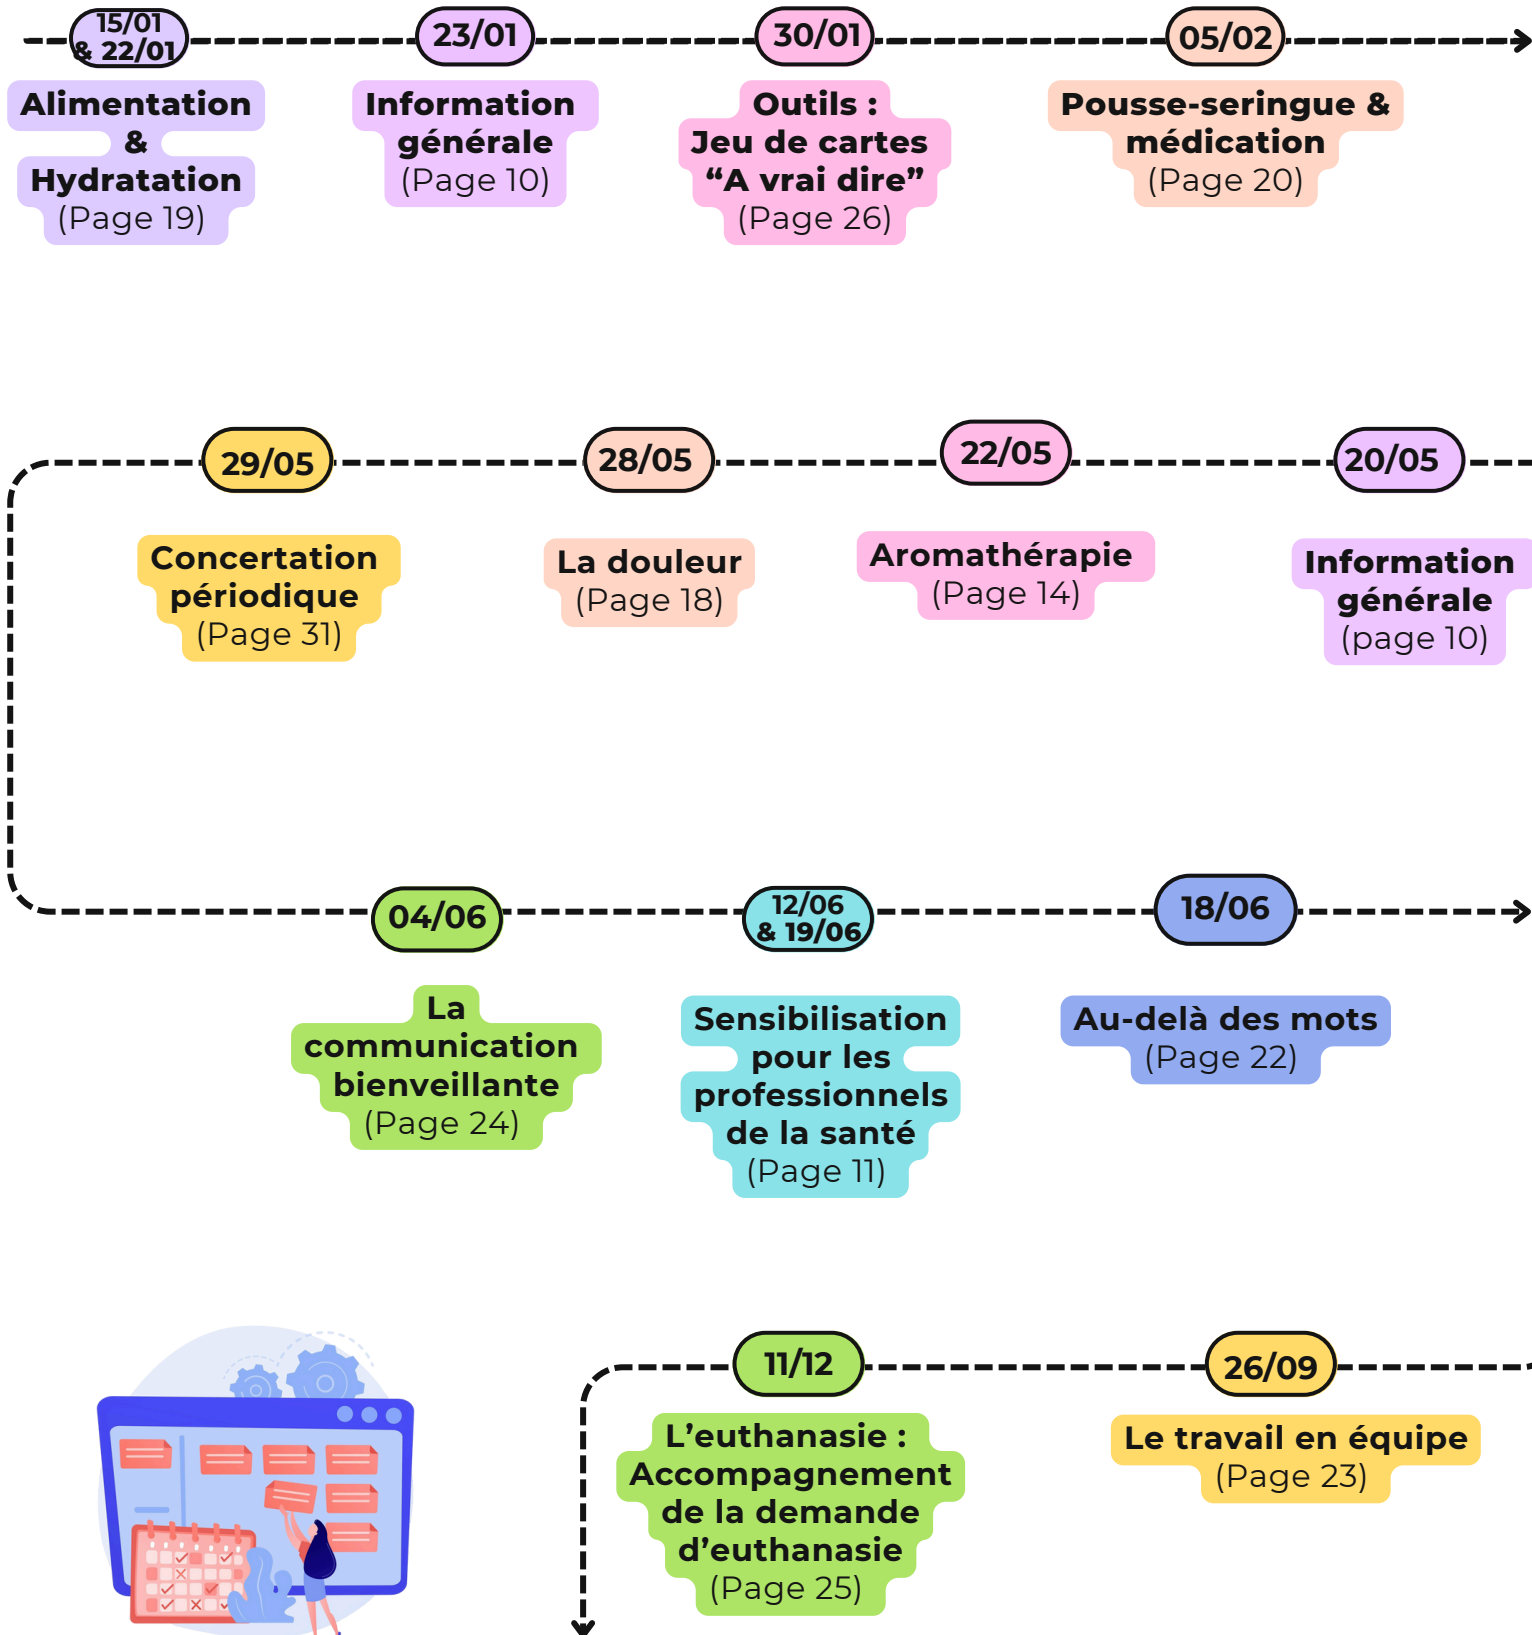 15/01
& 22/01
Alimentation
&
Hydratation
(Page 19)
23/01
Information
générale
(Page 10)
30/01
Outils :
Jeu de cartes
“A vrai dire”
(Page 26)
05/02
Pousse-seringue &
médication
(Page 20)
29/05
Concertation
périodique
(Page 31)
28/05
La douleur
(Page 18)
22/05
Aromathérapie
(Page 14)
20/05
Information
générale
(page 10)
04/06
La
communication
bienveillante
(Page 24)
12/06
& 19/06
Sensibilisation
pour les
professionnels
de la santé
(Page 11)
18/06
Au-delà des mots
(Page 22)
11/12
L’euthanasie :
Accompagnement
de la demande
d’euthanasie
(Page 25)
26/09
Le travail en équipe
(Page 23)